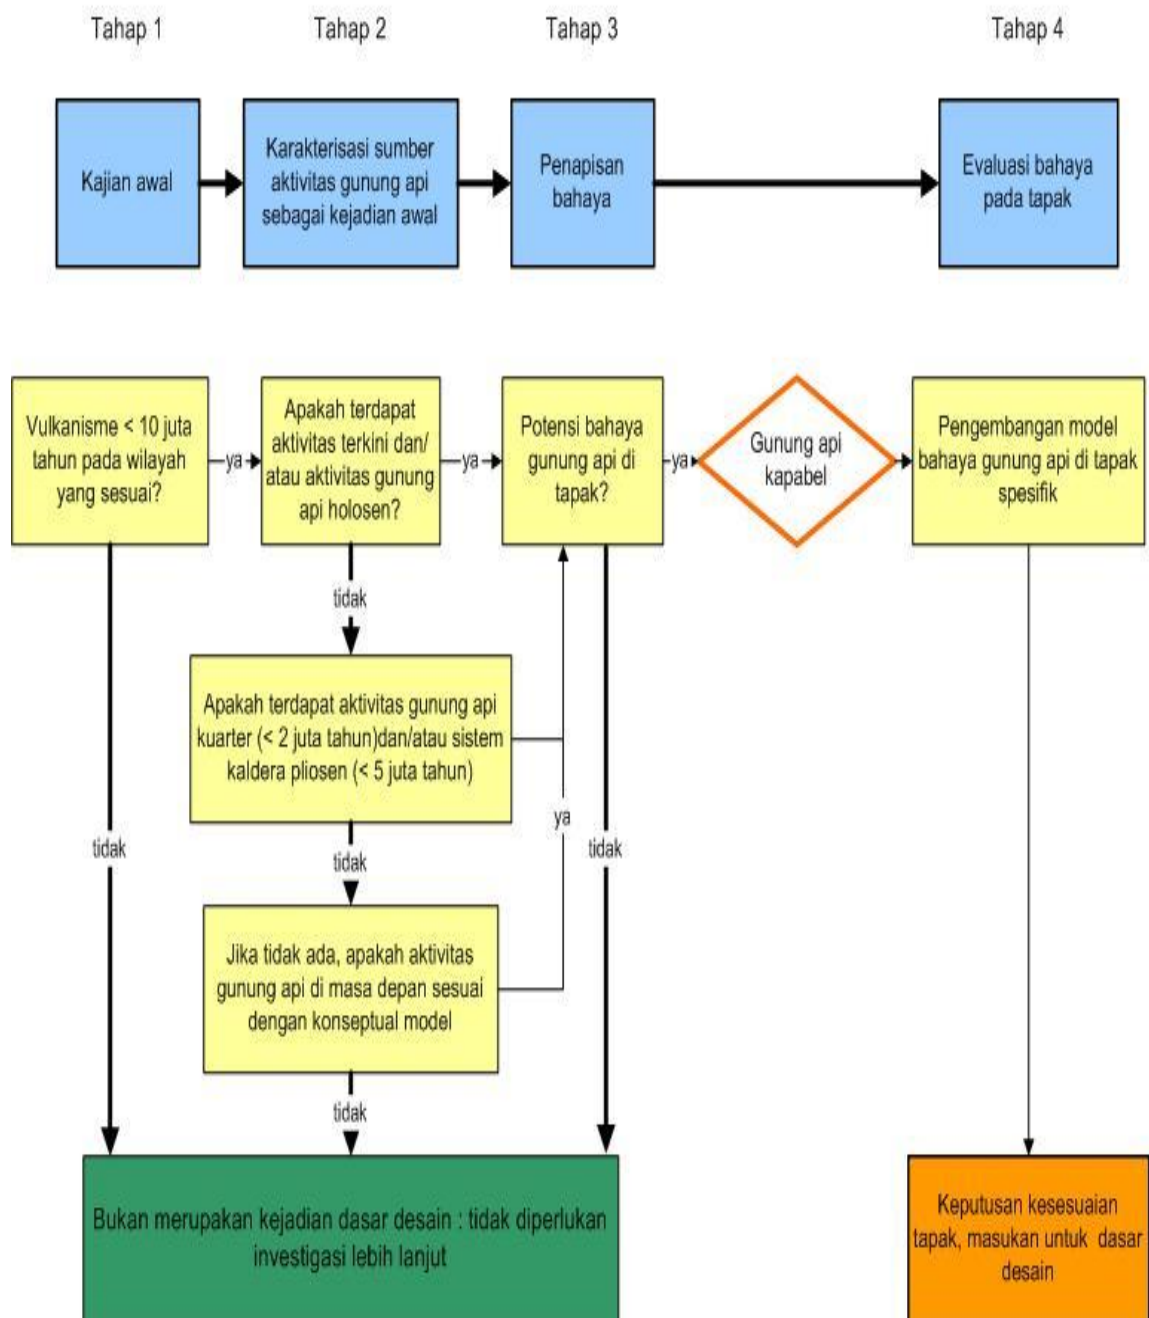 Tahap 1
Tahap 2
Tahap 3
Tahap 4
Kajian awal
Karakterisasi sumber
aktivitas gunung api
sebagai kejadian awal
Penapisan
bahaya
Evaluasi bahaya
pada tapak
Vulkanisme < 10 juta
tahun pada wilayah
yang sesuai?
ya
Apakah terdapat
aktivitas terkini dan/
atau aktivitas gunung
api holosen?
ya
Potensi bahaya
gunung api di
tapak?
ya
Gunung api
kapabel
Pengembangan model
bahaya gunung api di tapak
spesifik
tidak
Apakah terdapat aktivitas gunung api
kuarter (< 2 juta tahun)dan/atau sistem
kaldera pliosen (< 5 juta tahun)
ya
tidak
tidak
tidak
Jika tidak ada, apakah aktivitas
gunung api di masa depan sesuai
dengan konseptual model
tidak
Bukan merupakan kejadian dasar desain : tidak diperlukan
investigasi lebih lanjut
Keputusan kesesuaian
tapak, masukan untuk dasar
desain